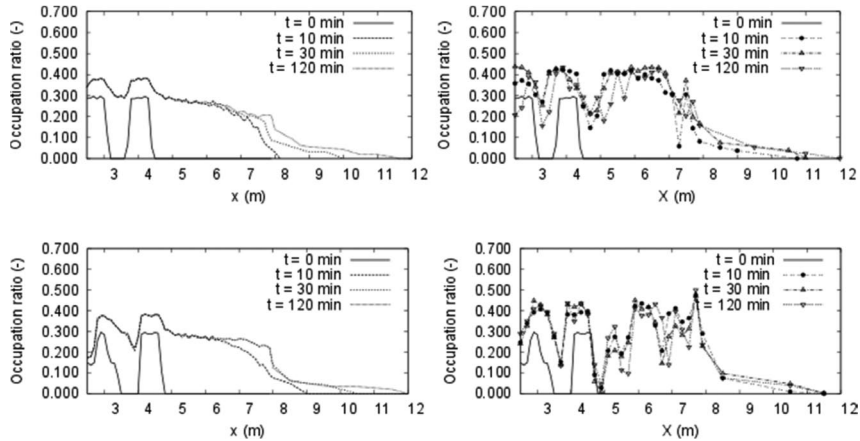 Occupation ratio (-)
0.700
0.600
0.500
0.400
0.300
0.200
0.100
0.000
t = 0 min
t = 10 min
t = 30 min
t = 120 min
3 4 5 6 7 8 9 10 11 12
x (m)
Occupation ratio (-)
0.700
0.600
0.500
0.400
0.300
0.200
0.100
0.000
t = 0 min
t = 10 min
t = 30 min
t = 120 min
3 4 5 6 7 8 9 10 11 12
X (m)
Occupation ratio (-)
0.700
0.600
0.500
0.400
0.300
0.200
0.100
0.000
t = 0 min
t = 10 min
t = 30 min
t = 120 min
3 4 5 6 7 8 9 10 11 12
x (m)
Occupation ratio (-)
0.700
0.600
0.500
0.400
0.300
0.200
0.100
0.000
t = 0 min
t = 10 min
t = 30 min
= 120 min
3 4 5 6 7 8 9 10 11 12
X (m)